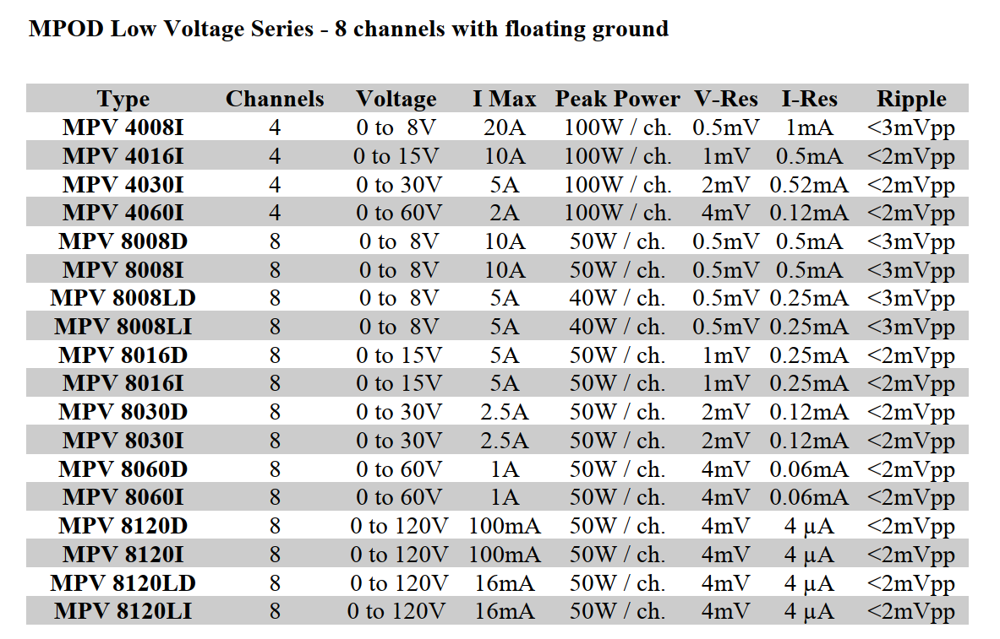 MPOD Low Voltage Series - 8 channels with floating ground
Type Channels Voltage I Max Peak Power V-Res I-Res Ripple
MPV 4008I 4 0 to 8V 20A 100W / ch. 0.5mV 1mA <3mVpp
MPV 4016I 4 0 to 15V 10A 100W / ch. 1mV 0.5mA <2mVpp
MPV 4030I 4 0 to 30V 5A 100W / ch. 2mV 0.52mA <2mVpp
MPV 4060I 4 0 to 60V 2A 100W / ch. 4mV 0.12mA <2mVpp
MPV 8008D 8 0 to 8V 10A 50W / ch. 0.5mV 0.5mA <3mVpp
MPV 8008I 8 0 to 8V 10A 50W / ch. 0.5mV 0.5mA <3mVpp
MPV 8008LD 8 0 to 8V 5A 40W / ch. 0.5mV 0.25mA <3mVpp
MPV 8008LI 8 0 to 8V 5A 40W / ch. 0.5mV 0.25mA <3mVpp
MPV 8016D 8 0 to 15V 5A 50W / ch. 1mV 0.25mA <2mVpp
MPV 8016I 8 0 to 15V 5A 50W / ch. 1mV 0.25mA <2mVpp
MPV 8030D 8 0 to 30V 2.5A 50W / ch. 2mV 0.12mA <2mVpp
MPV 8030I 8 0 to 30V 2.5A 50W / ch. 2mV 0.12mA <2mVpp
MPV 8060D 8 0 to 60V 1A 50W / ch. 4mV 0.06mA <2mVpp
MPV 8060I 8 0 to 60V 1A 50W / ch. 4mV 0.06mA <2mVpp
MPV 8120D 8 0 to 120V 100mA 50W / ch. 4mV 4 µA <2mVpp
MPV 8120I 8 0 to 120V 100mA 50W / ch. 4mV 4 µA <2mVpp
MPV 8120LD 8 0 to 120V 16mA 50W / ch. 4mV 4 µA <2mVpp
MPV 8120LI 8 0 to 120V 16mA 50W / ch. 4mV 4 µA <2mVpp